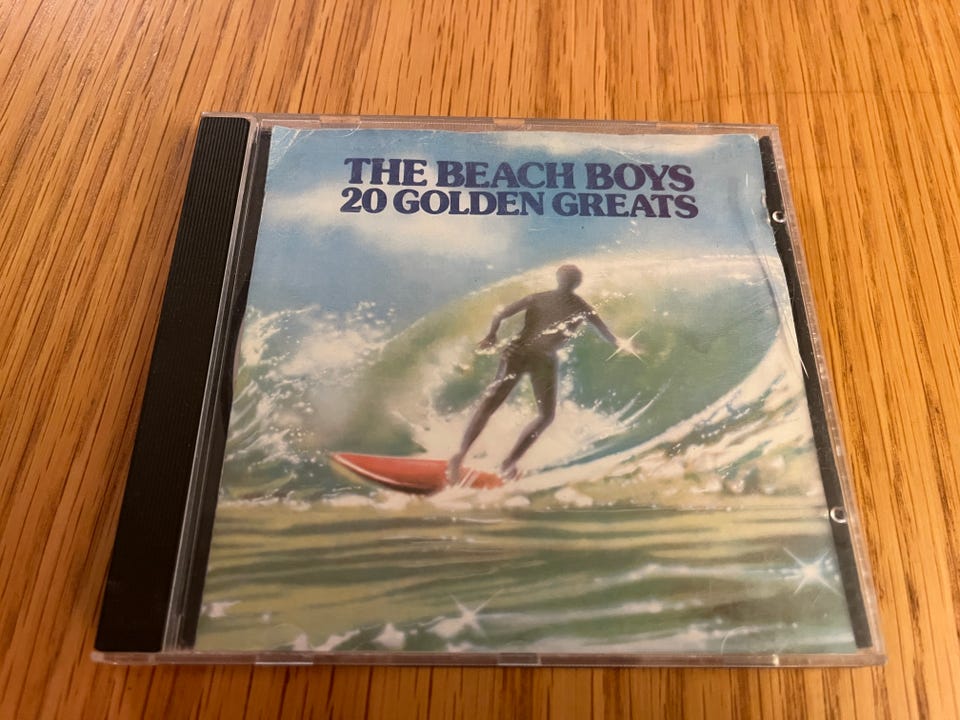 THE BEACH BOYS
20 GOLDEN GREATS